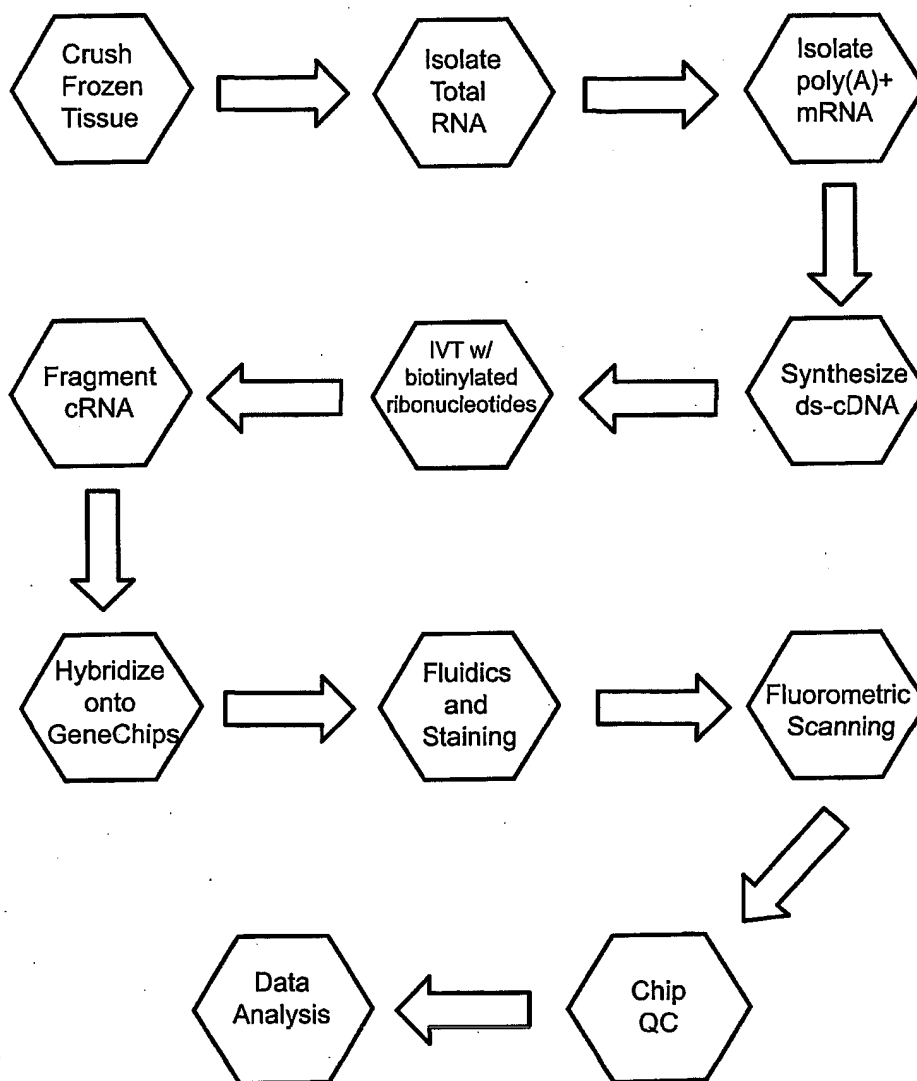 Crush
Frozen
Tissue
Isolate
Total
RNA
Isolate
poly(A)+
mRNA
Synthesize
ds-cDNA
IVT w/
biotinylated
ribonucleotides
Fragment
cRNA
Hybridize
onto
GeneChips
Fluidics
and
Staining
Fluorometric
Scanning
Chip
QC
Data
Analysis